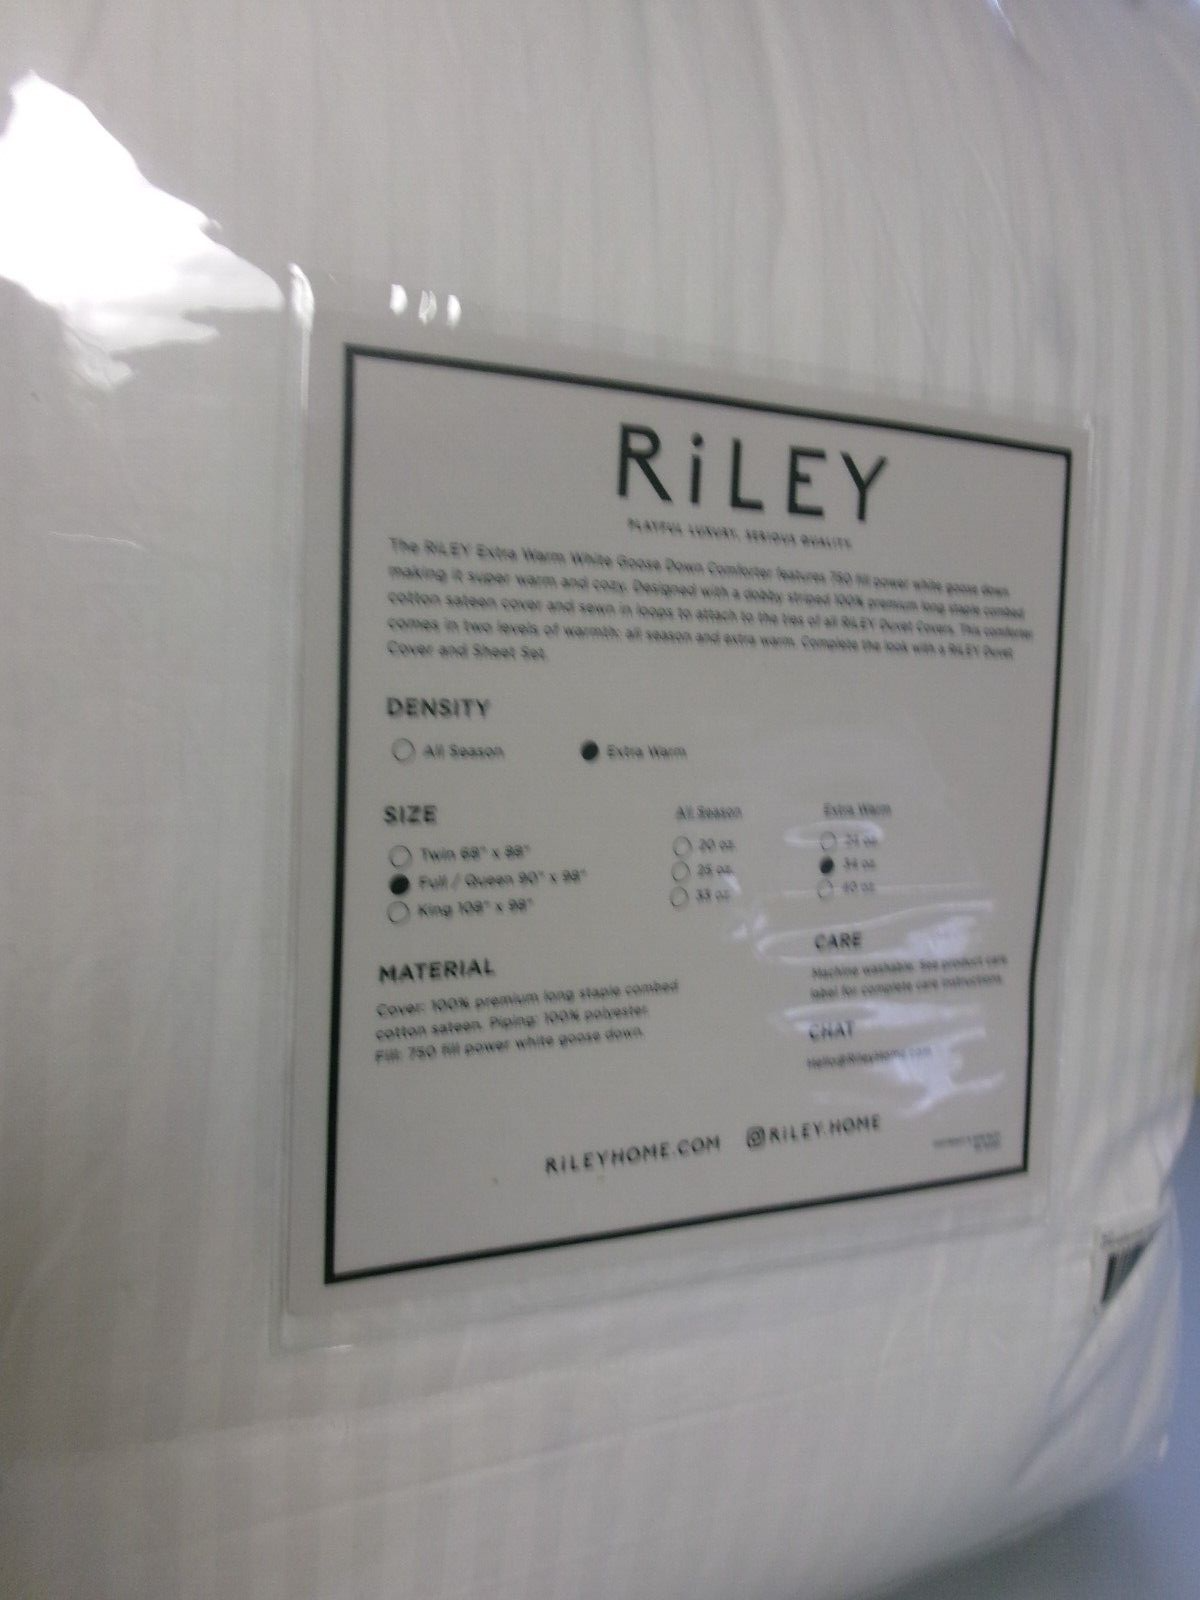 RiLEY
PLAYFUL LUXURY, SERIOUS QUALITY.
The RiLEY Extra Warm White Goose Down Comforter features 750 fill power white goose down,
making it super warm and cozy. Designed with a dobby striped 100% premium long staple combed
cotton sateen cover and sewn in loops to attach to the ties of all RiLEY Duvet Covers. This comforter
comes in two levels of warmth: all season and extra warm. Complete the look with a RiLEY Duvet
Cover and Sheet Set.
DENSITY
All Season Extra Warm
SIZE All Season Extra Warm
Twin 68" x 88" 20 oz.
Full / Queen 90" x 98" 25 oz. 34 oz.
King 108" x 98" 33 oz. 40 oz.
MATERIAL
Cover: 100% premium long staple combed
cotton sateen. Piping: 100% polyester.
Fill: 750 fill power white goose down.
CARE
Machine washable. See product care
label for complete care instructions.
CHAT
Hello@RileyHome.com
RiLEYHOME.COM RiLEY.HOME